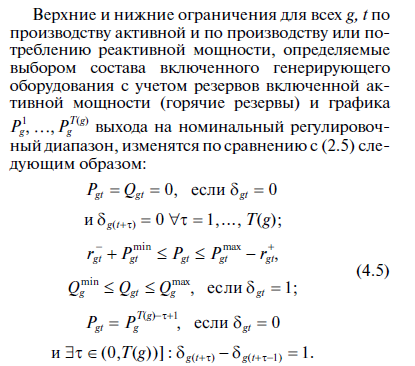 Верхние и нижние ограничения для всех g, t по
производству активной и по производству или по-
треблению реактивной мощности, определяемые
выбором состава включенного генерирующего
оборудования с учетом резервов включенной ак-
тивной мощности (горячие резервы) и графика
P_g^1, …, P_g^{T(g)} выхода на номинальный регулировоч-
ный диапазон, изменятся по сравнению с (2.5) сле-
дующим образом:
P_{gt} = Q_{gt} = 0, если δ_{gt} = 0
и δ_{g(t+τ)} = 0 ∀τ = 1,…, T(g);
r_{gt}^- + P_{gt}^{min} ≤ P_{gt} ≤ P_{gt}^{max} − r_{gt}^+,
(4.5)
Q_g^{min} ≤ Q_{gt} ≤ Q_g^{max}, если δ_{gt} = 1;
P_{gt} = P_g^{T(g)−τ+1}, если δ_{gt} = 0
и ∃τ ∈ (0,T(g))] : δ_{g(t+τ)} − δ_{g(t+τ−1)} = 1.